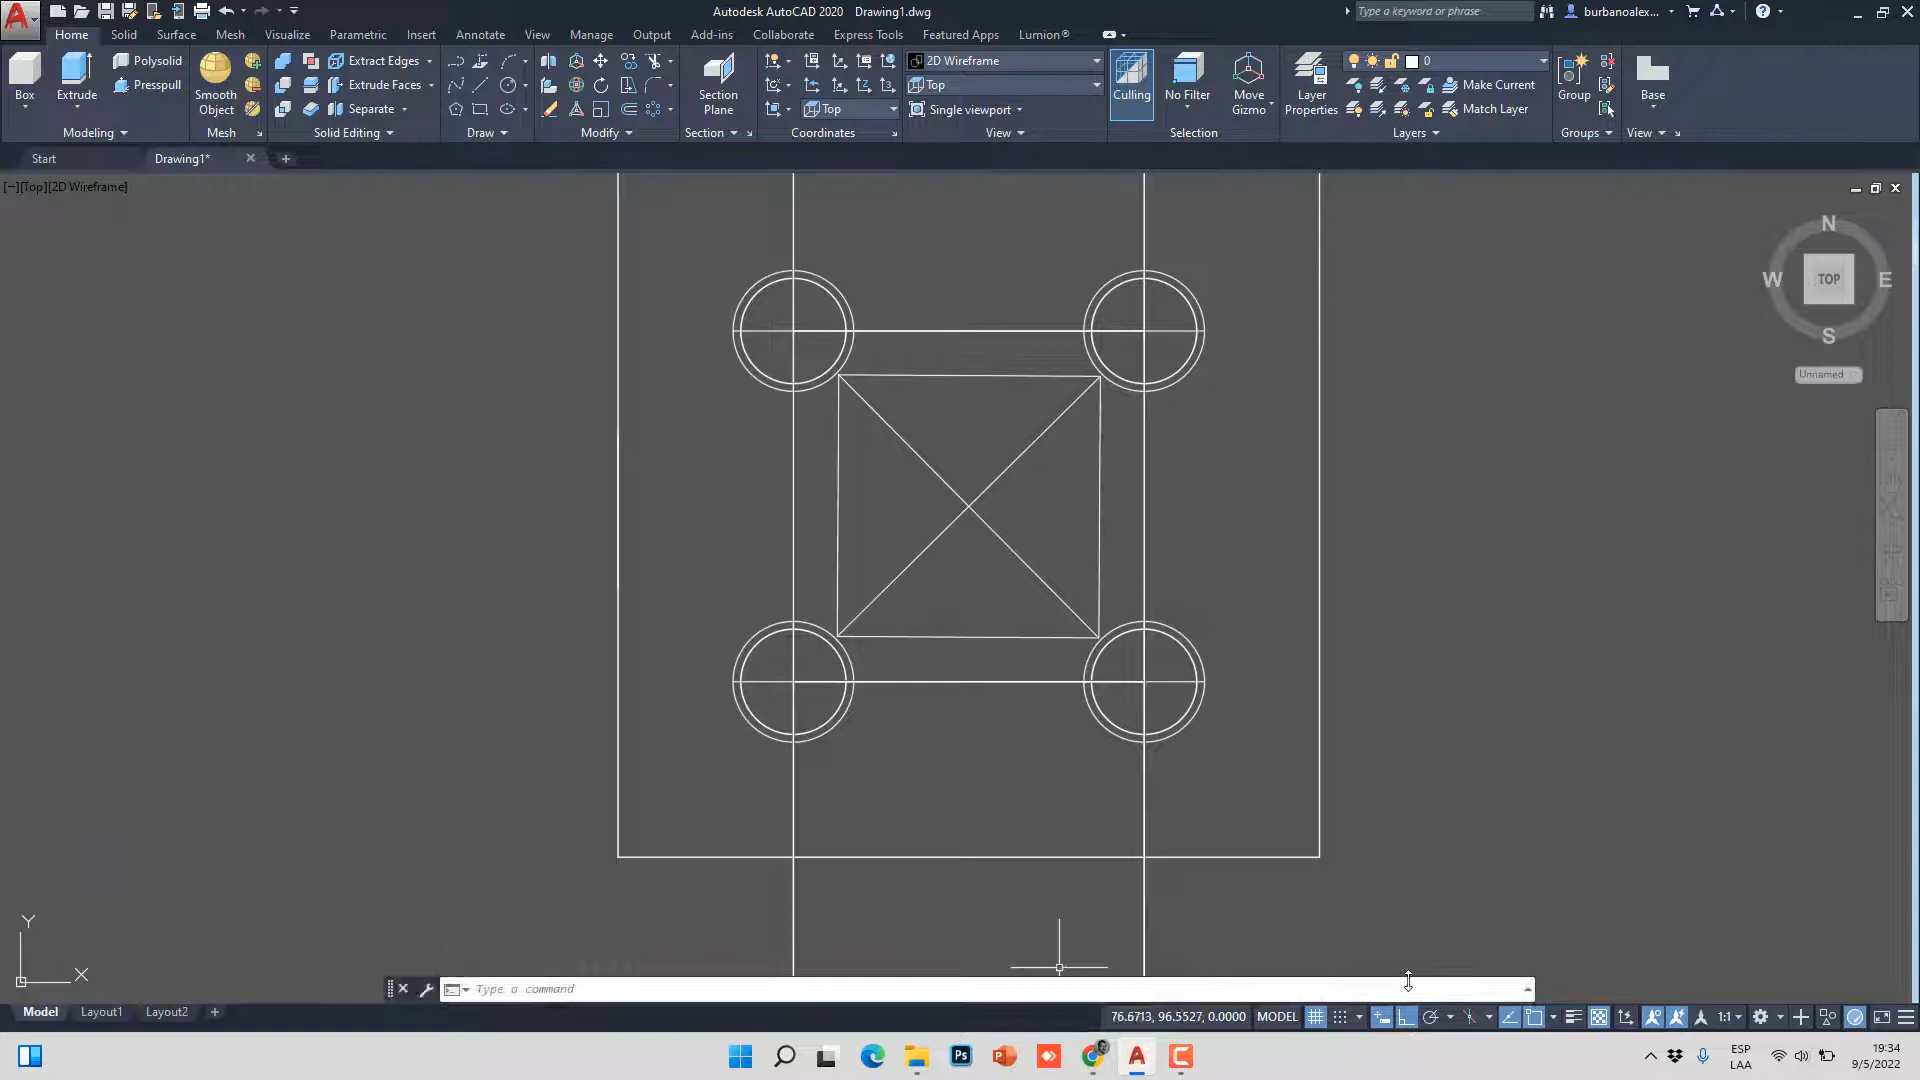 Autodesk AutoCAD 2020 Drawing1.dwg
Type a keyword or phrase
burbanoalex...
Home Solid Surface Mesh Visualize Parametric Insert Annotate View Manage Output Add-ins Collaborate Express Tools Featured Apps Lumion®
Box
Extrude
Polysolid
Presspull
Modeling
Smooth
Object
Mesh
Extract Edges
Extrude Faces
Separate
Solid Editing
Draw
Modify
Section
Plane
Section
Top
Coordinates
2D Wireframe
Top
Single viewport
View
Culling
No Filter
Move
Gizmo
Selection
Layer
Properties
0
Make Current
Match Layer
Layers
Group
Groups
Base
View
Start
Drawing1*
[−][Top][2D Wireframe]
N
W
TOP
E
S
Unnamed
Y
X
Type a command
Model Layout1 Layout2
76.6713, 96.5527, 0.0000 MODEL
1:1
Ps
ESP
LAA
19:34
9/5/2022